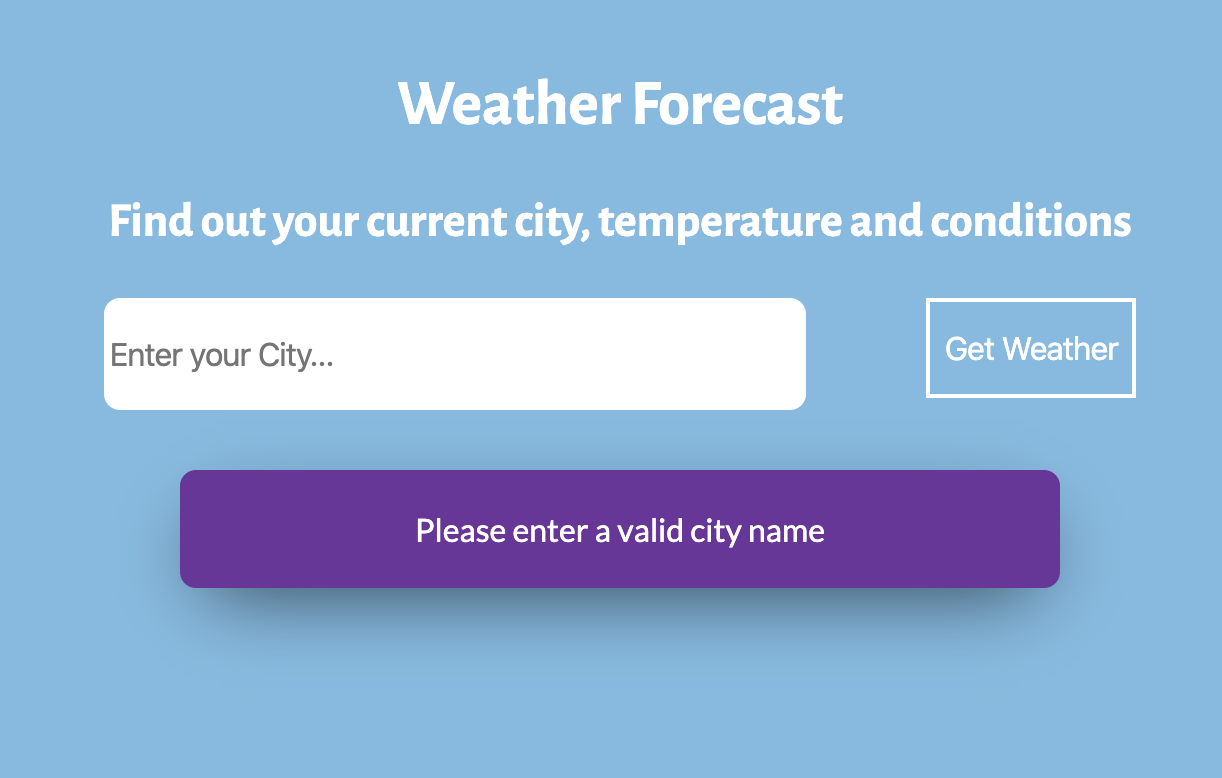 Weather Forecast
Find out your current city, temperature and conditions
Enter your City...
Get Weather
Please enter a valid city name